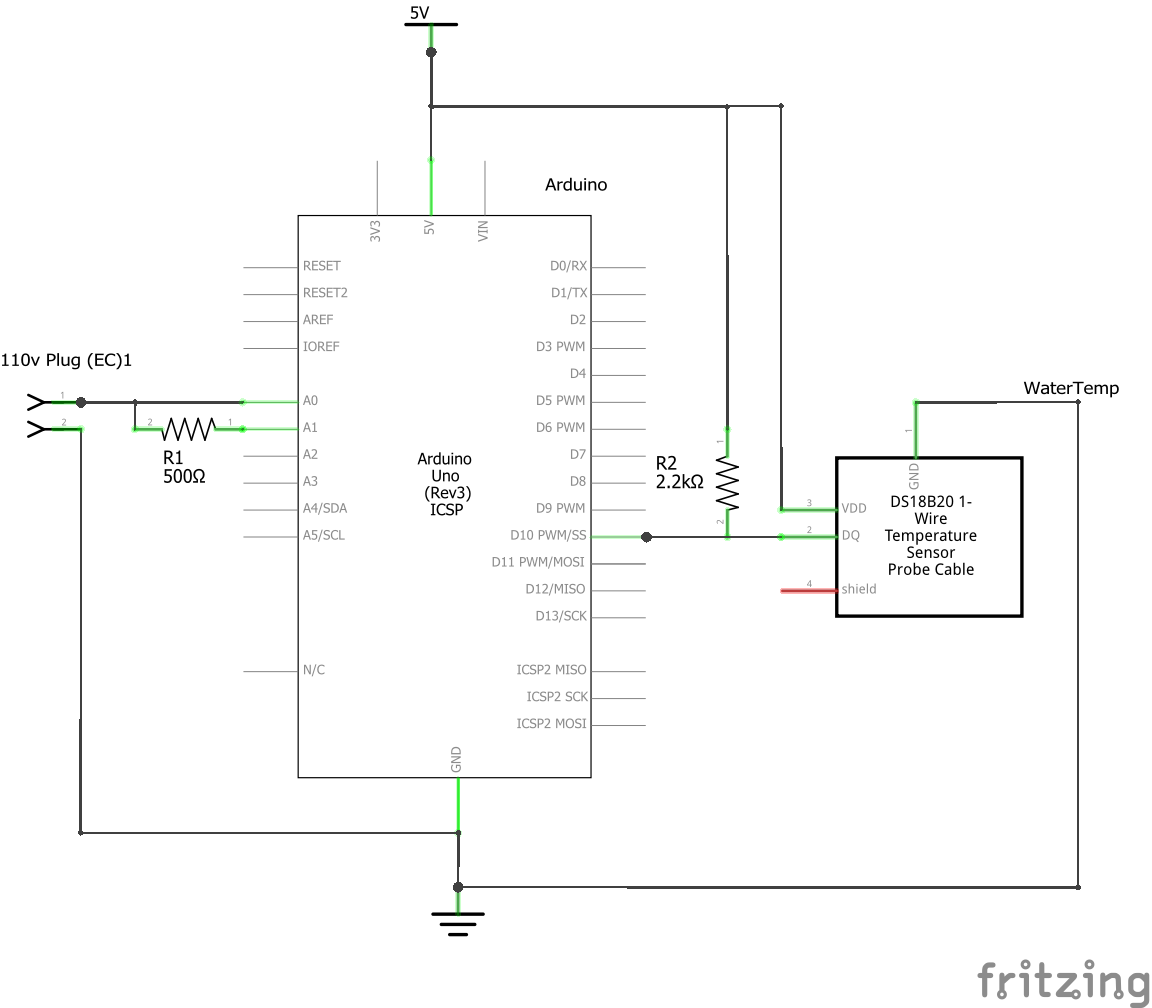 5V
Arduino
3V3
5V
VIN
RESET
RESET2
AREF
IOREF
D0/RX
D1/TX
D2
D3 PWM
D4
110v Plug (EC)1
1
2
A0
A1
A2
A3
A4/SDA
A5/SCL
2
1
R1
500Ω
Arduino
Uno
(Rev3)
ICSP
D5 PWM
D6 PWM
D7
D8
D9 PWM
D10 PWM/SS
D11 PWM/MOSI
D12/MISO
D13/SCK
N/C
ICSP2 MISO
ICSP2 SCK
ICSP2 MOSI
GND
1
R2
2.2kΩ
2
WaterTemp
1
GND
3
VDD
2
DQ
4
shield
DS18B20 1-
Wire
Temperature
Sensor
Probe Cable
fritzing